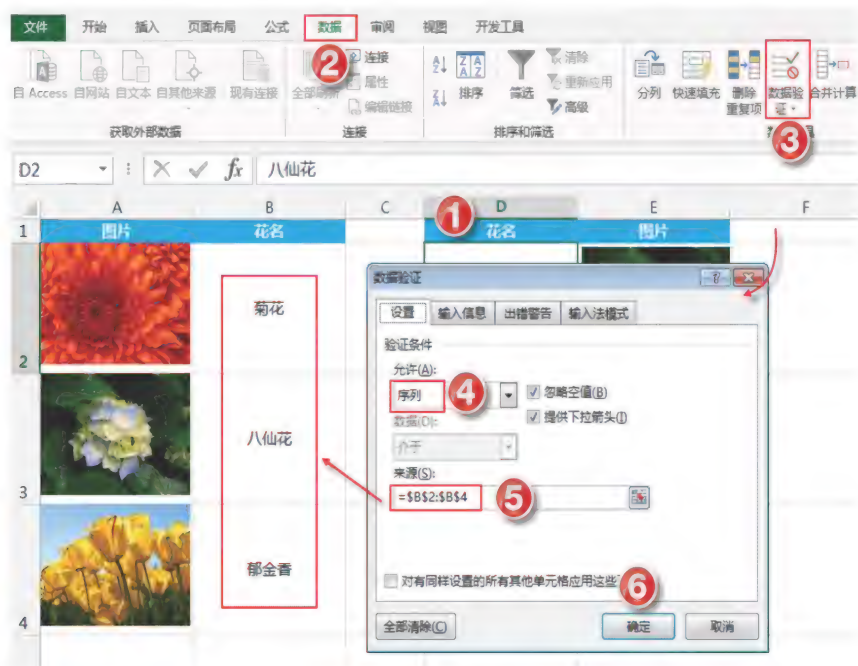 文件 开始 插入 页面布局 公式 数据 审阅 视图 开发工具
2
连接
属性
编辑链接
清除
重新应用
高级
自 Access 自网站 自文本 自其他来源 现有连接 全部刷新
排序 筛选
分列 快速填充 删除重复项 数据验证 合并计算
3
获取外部数据 连接 排序和筛选
D2 fx 八仙花
A B C D E F
1
1 图片 花名 花名 图片
2 菊花
3 八仙花
4 郁金香
数据验证
设置 输入信息 出错警告 输入法模式
验证条件
允许(A):
序列 4 忽略空值(B)
数据(D): 提供下拉箭头(I)
介于
来源(S):
=$B$2:$B$4 5
对有同样设置的所有其他单元格应用这些 6
全部清除(C) 确定 取消